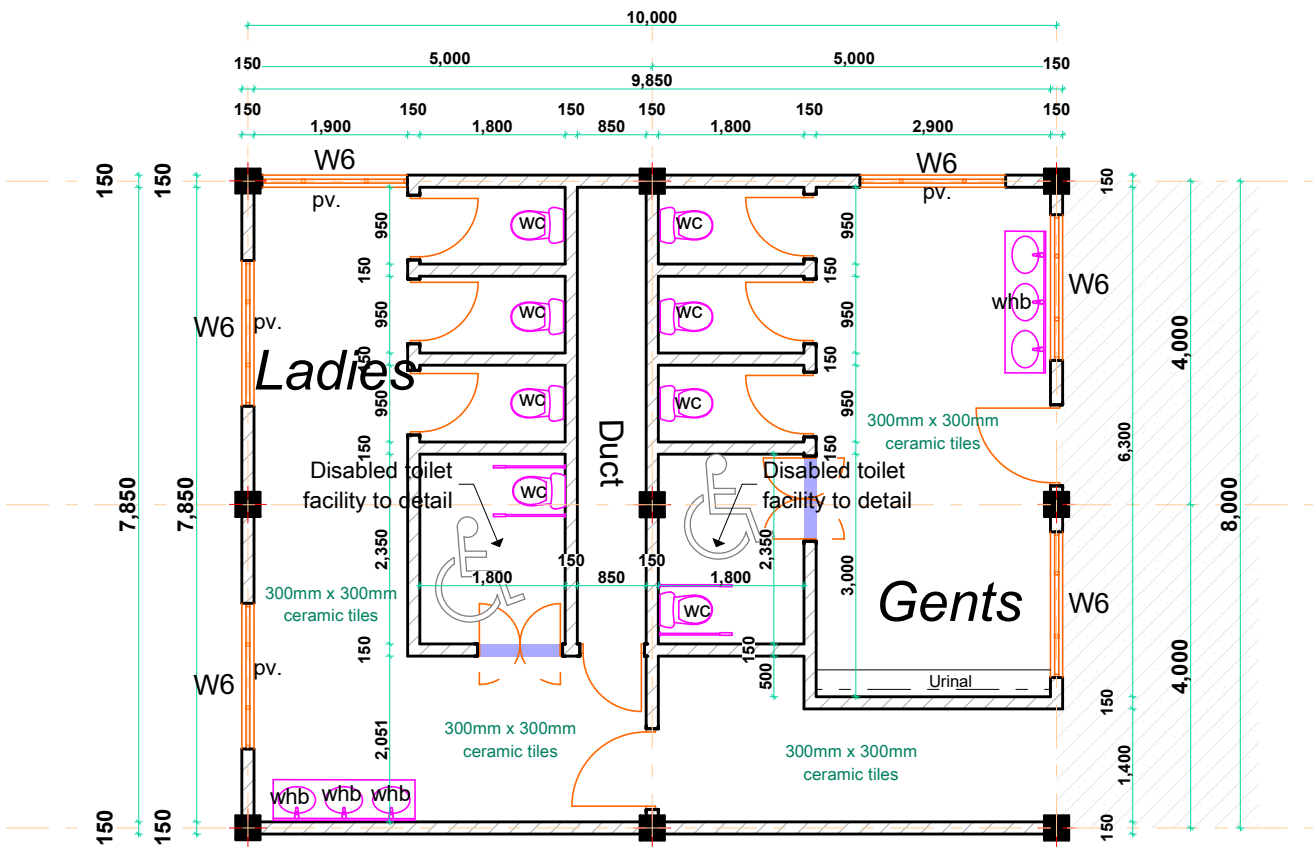 10,000
150
5,000
5,000
150
9,850
150
150
150
150
150
150
1,900
1,800
850
1,800
2,900
W6
W6
pv.
pv.
150
150
150
wc
wc
950
950
150
150
W6
whb
wc
wc
W6
pv.
950
950
4,000
Ladies
150
150
wc
wc
950
950
300mm x 300mm
ceramic tiles
6,300
Duct
150
150
Disabled toilet
facility to detail
Disabled toilet
facility to detail
wc
7,850
7,850
8,000
2,350
2,350
150
150
1,800
850
1,800
3,000
300mm x 300mm
ceramic tiles
Gents
W6
wc
150
150
500
pv.
W6
Urinal
4,000
150
2,051
300mm x 300mm
ceramic tiles
300mm x 300mm
ceramic tiles
1,400
whb
whb
whb
150
150
150